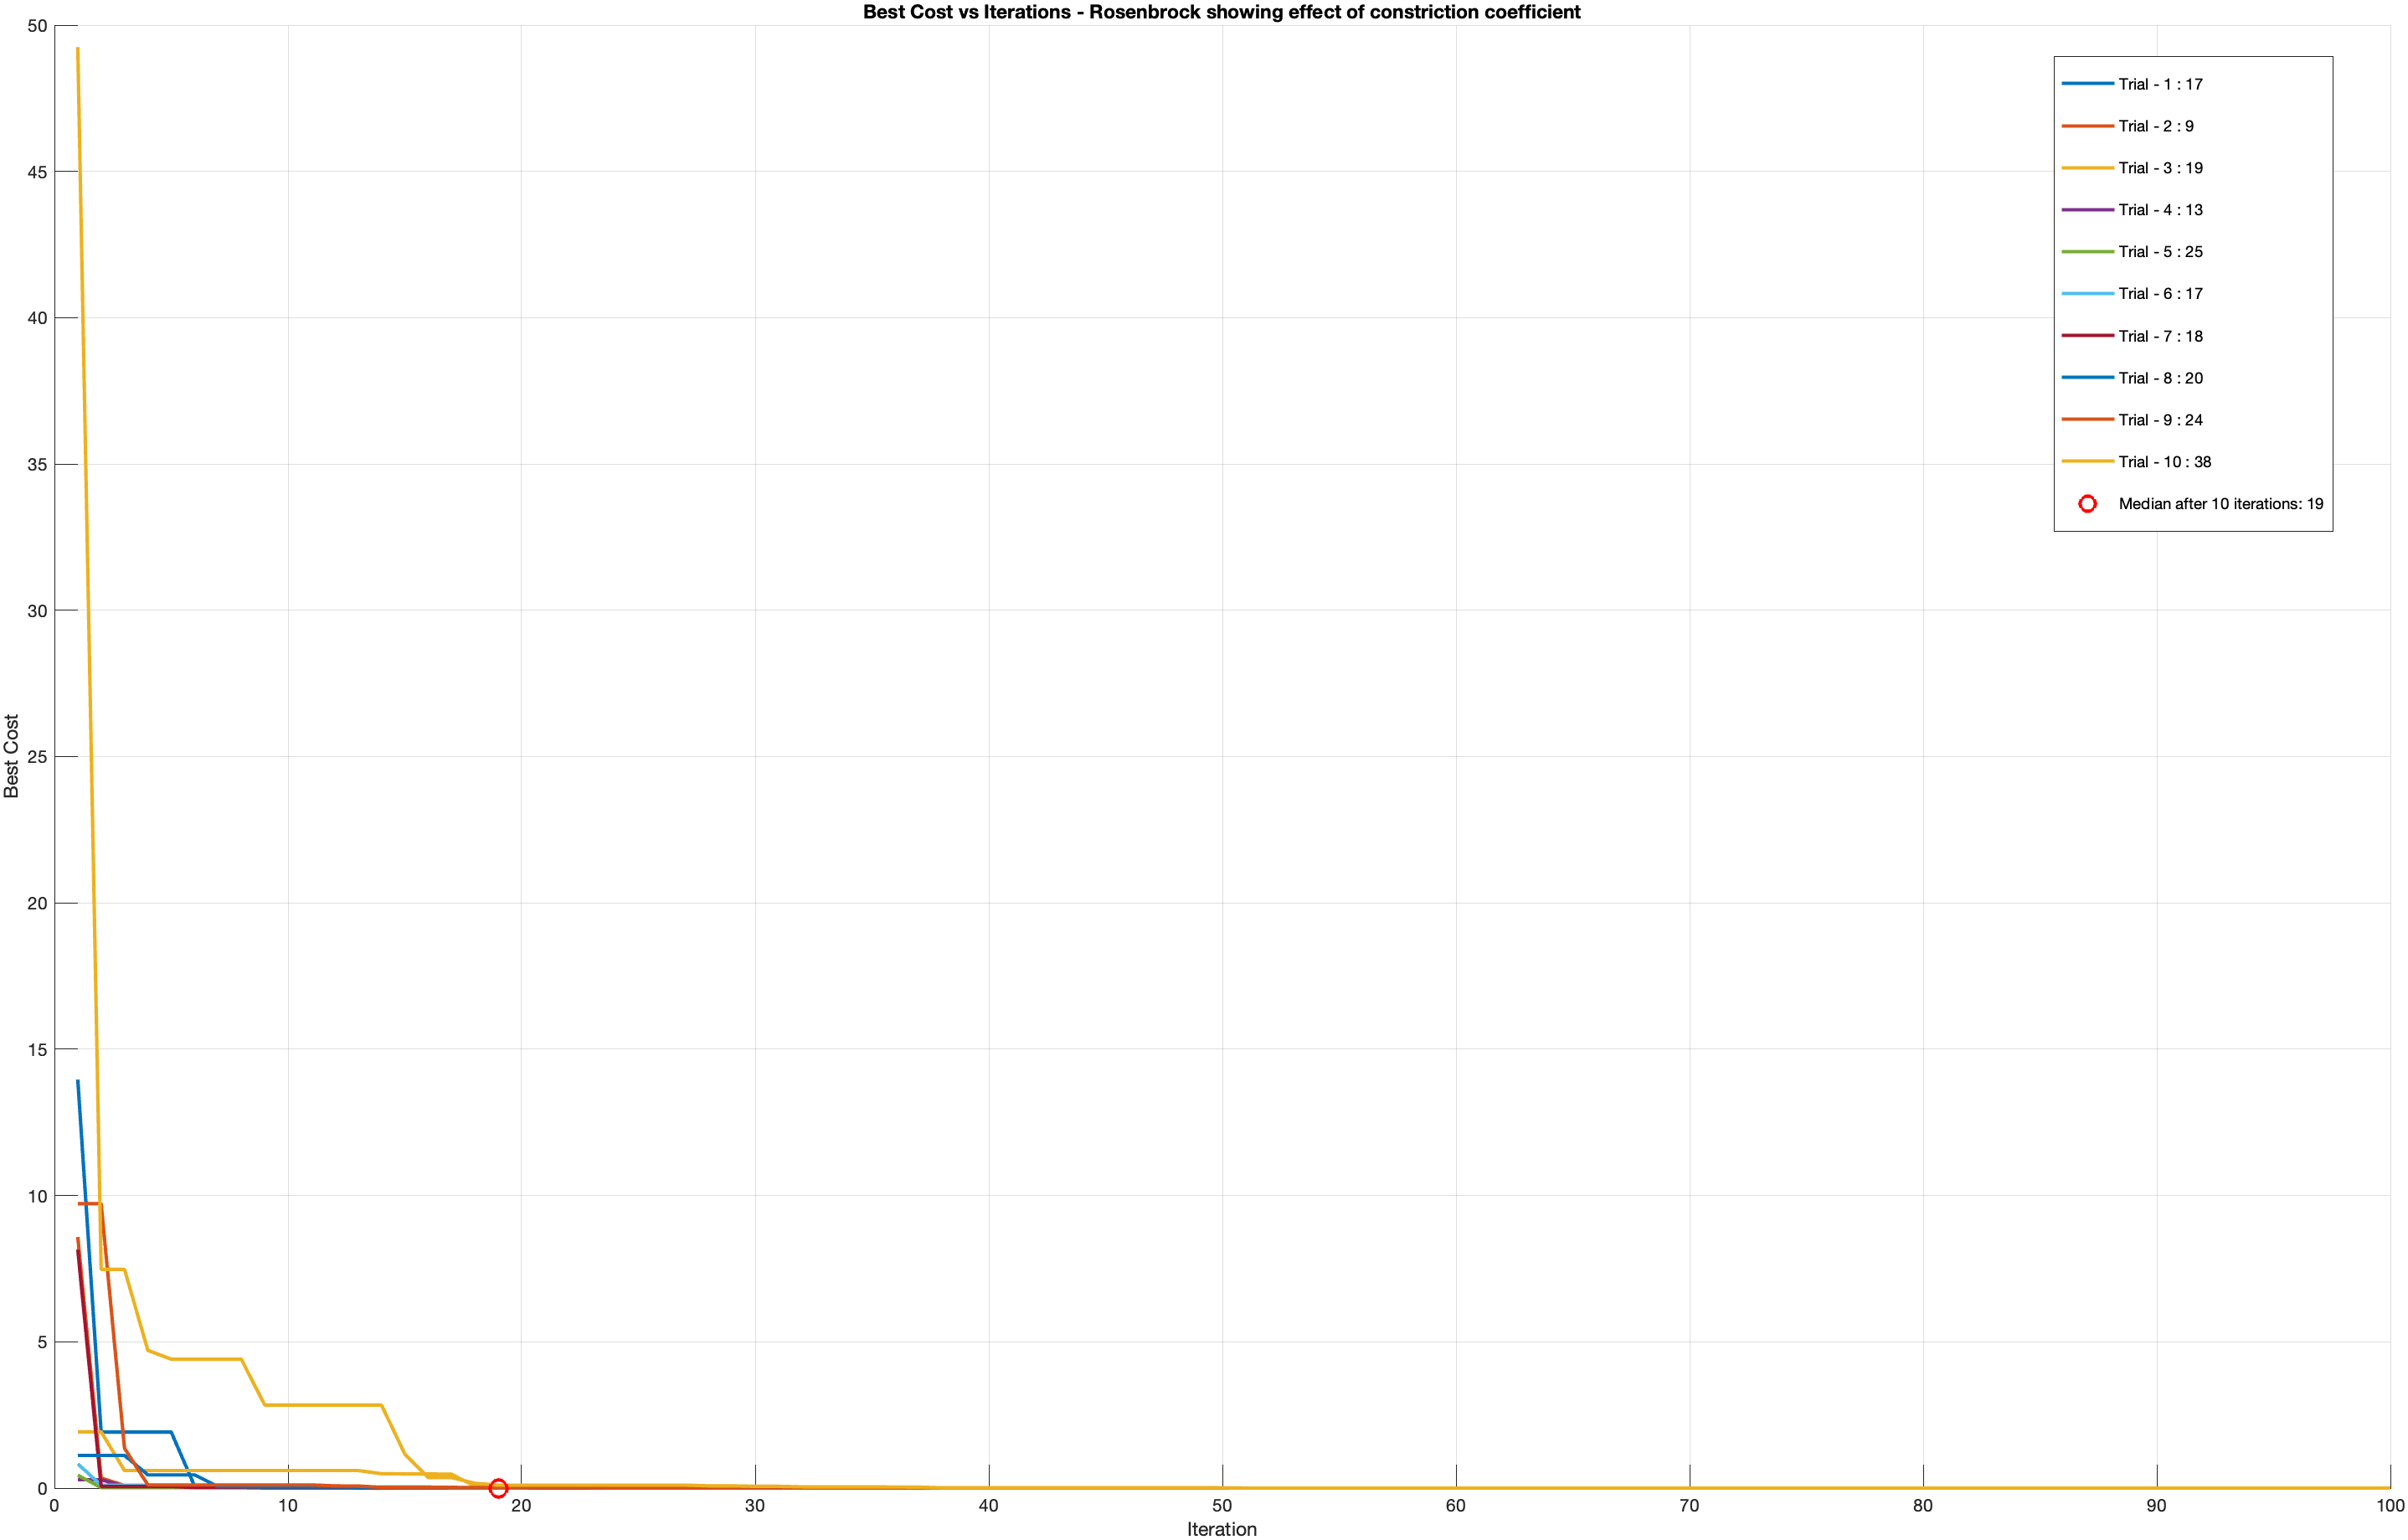 Best Cost vs Iterations - Rosenbrock showing effect of constriction coefficient
50
45
40
35
30
25
20
15
10
5
0
Best Cost
Trial - 1 : 17
Trial - 2 : 9
Trial - 3 : 19
Trial - 4 : 13
Trial - 5 : 25
Trial - 6 : 17
Trial - 7 : 18
Trial - 8 : 20
Trial - 9 : 24
Trial - 10 : 38
Median after 10 iterations: 19
0 10 20 30 40 50 60 70 80 90 100
Iteration